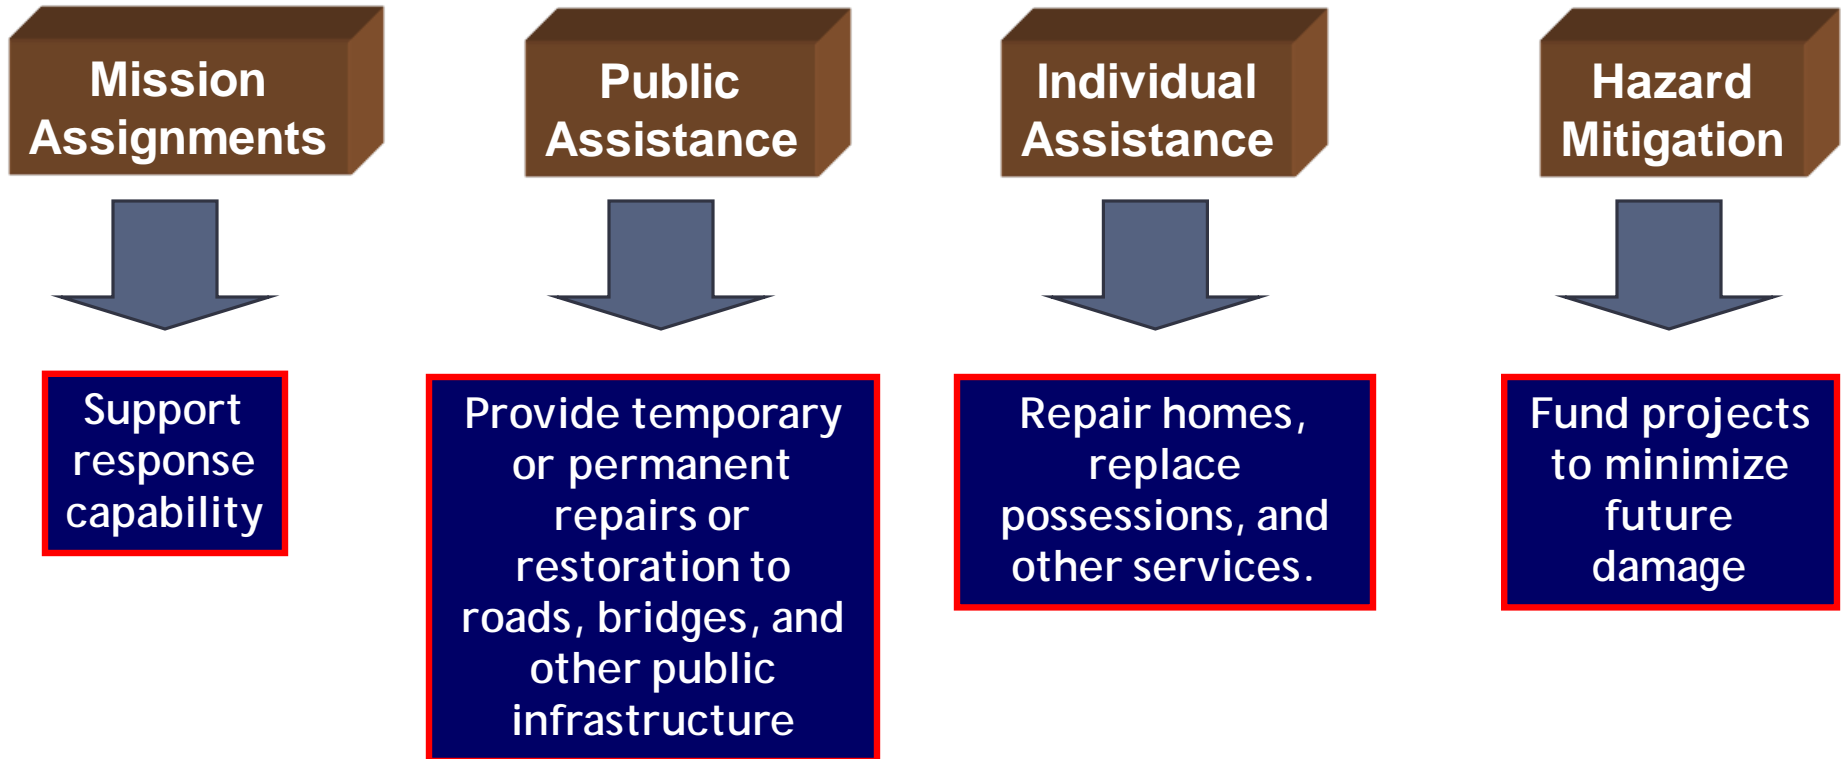 Mission
Assignments
Public
Assistance
Individual
Assistance
Hazard
Mitigation
Support
response
capability
Provide temporary
or permanent
repairs or
restoration to
roads, bridges, and
other public
infrastructure
Repair homes,
replace
possessions, and
other services.
Fund projects
to minimize
future
damage